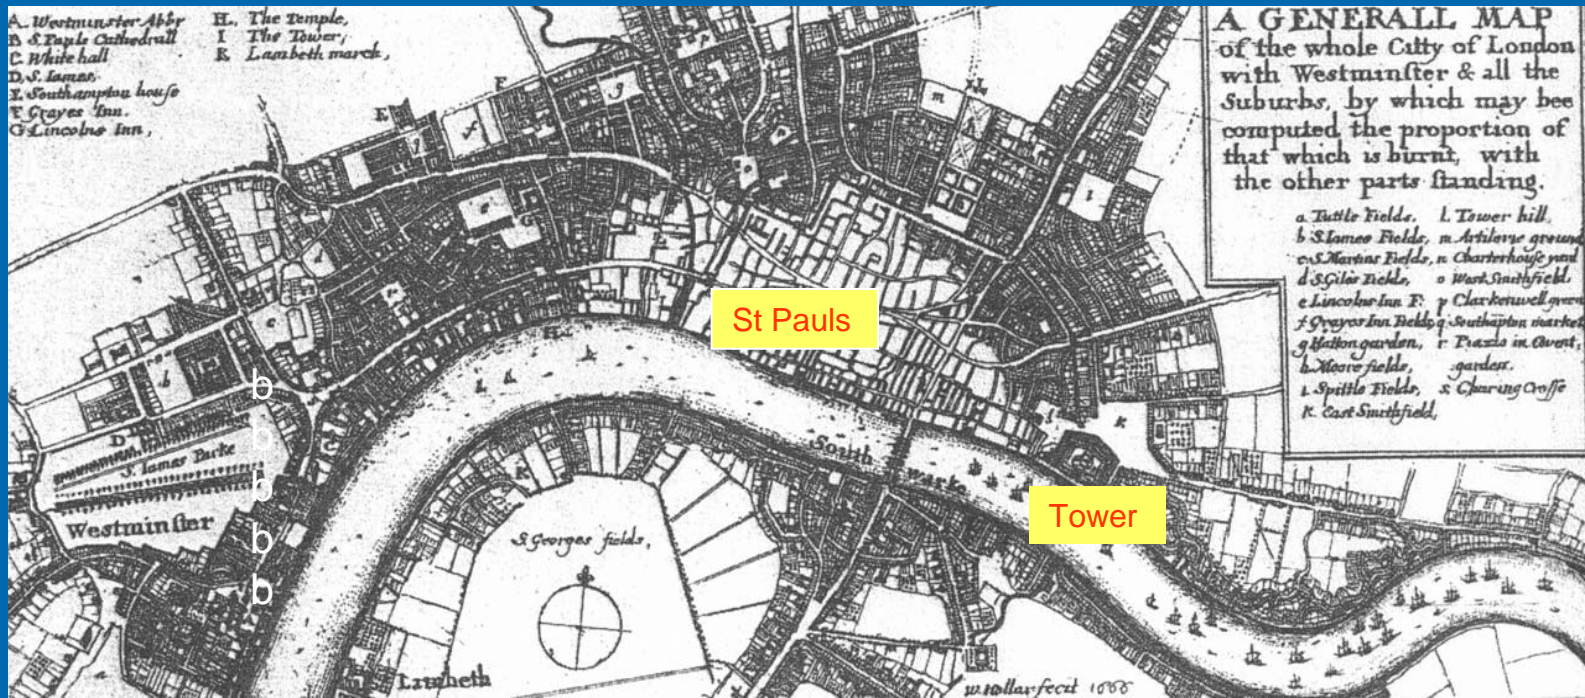 A. Westminster Abby
B S. Pauls Cathedrall
C. White hall
D. S. Iames.
E. Southampton house
F Grayes Inn.
G Lincolns Inn,
H. The Temple,
I The Tower,
K Lambeth march,
A GENERALL MAP
of the whole Citty of London
with Westminster & all the
Suburbs, by which may bee
computed the proportion of
that which is burnt, with
the other parts standing.
a Tuttle Fields,
b S. Iames Fields,
c S. Martins Fields,
d S. Giles Fields,
e Lincolns Inn F:
f Grayes Inn Fields,
g Hatton garden,
h Moore fields,
i. Spittle Fields,
k East Smithfield,
l. Tower hill,
m Artilerye ground
n Charterhouse yard
o West Smithfield.
p Clarkenwell green
q Southapton market
r Piazza in Covent,
garden.
s Charing Crosse
St Pauls
Tower
b
b
b
b
b
S. Iames Parke
Westminster
South warke
S. Georges fields,
Lambeth
W. Hollar fecit 1666